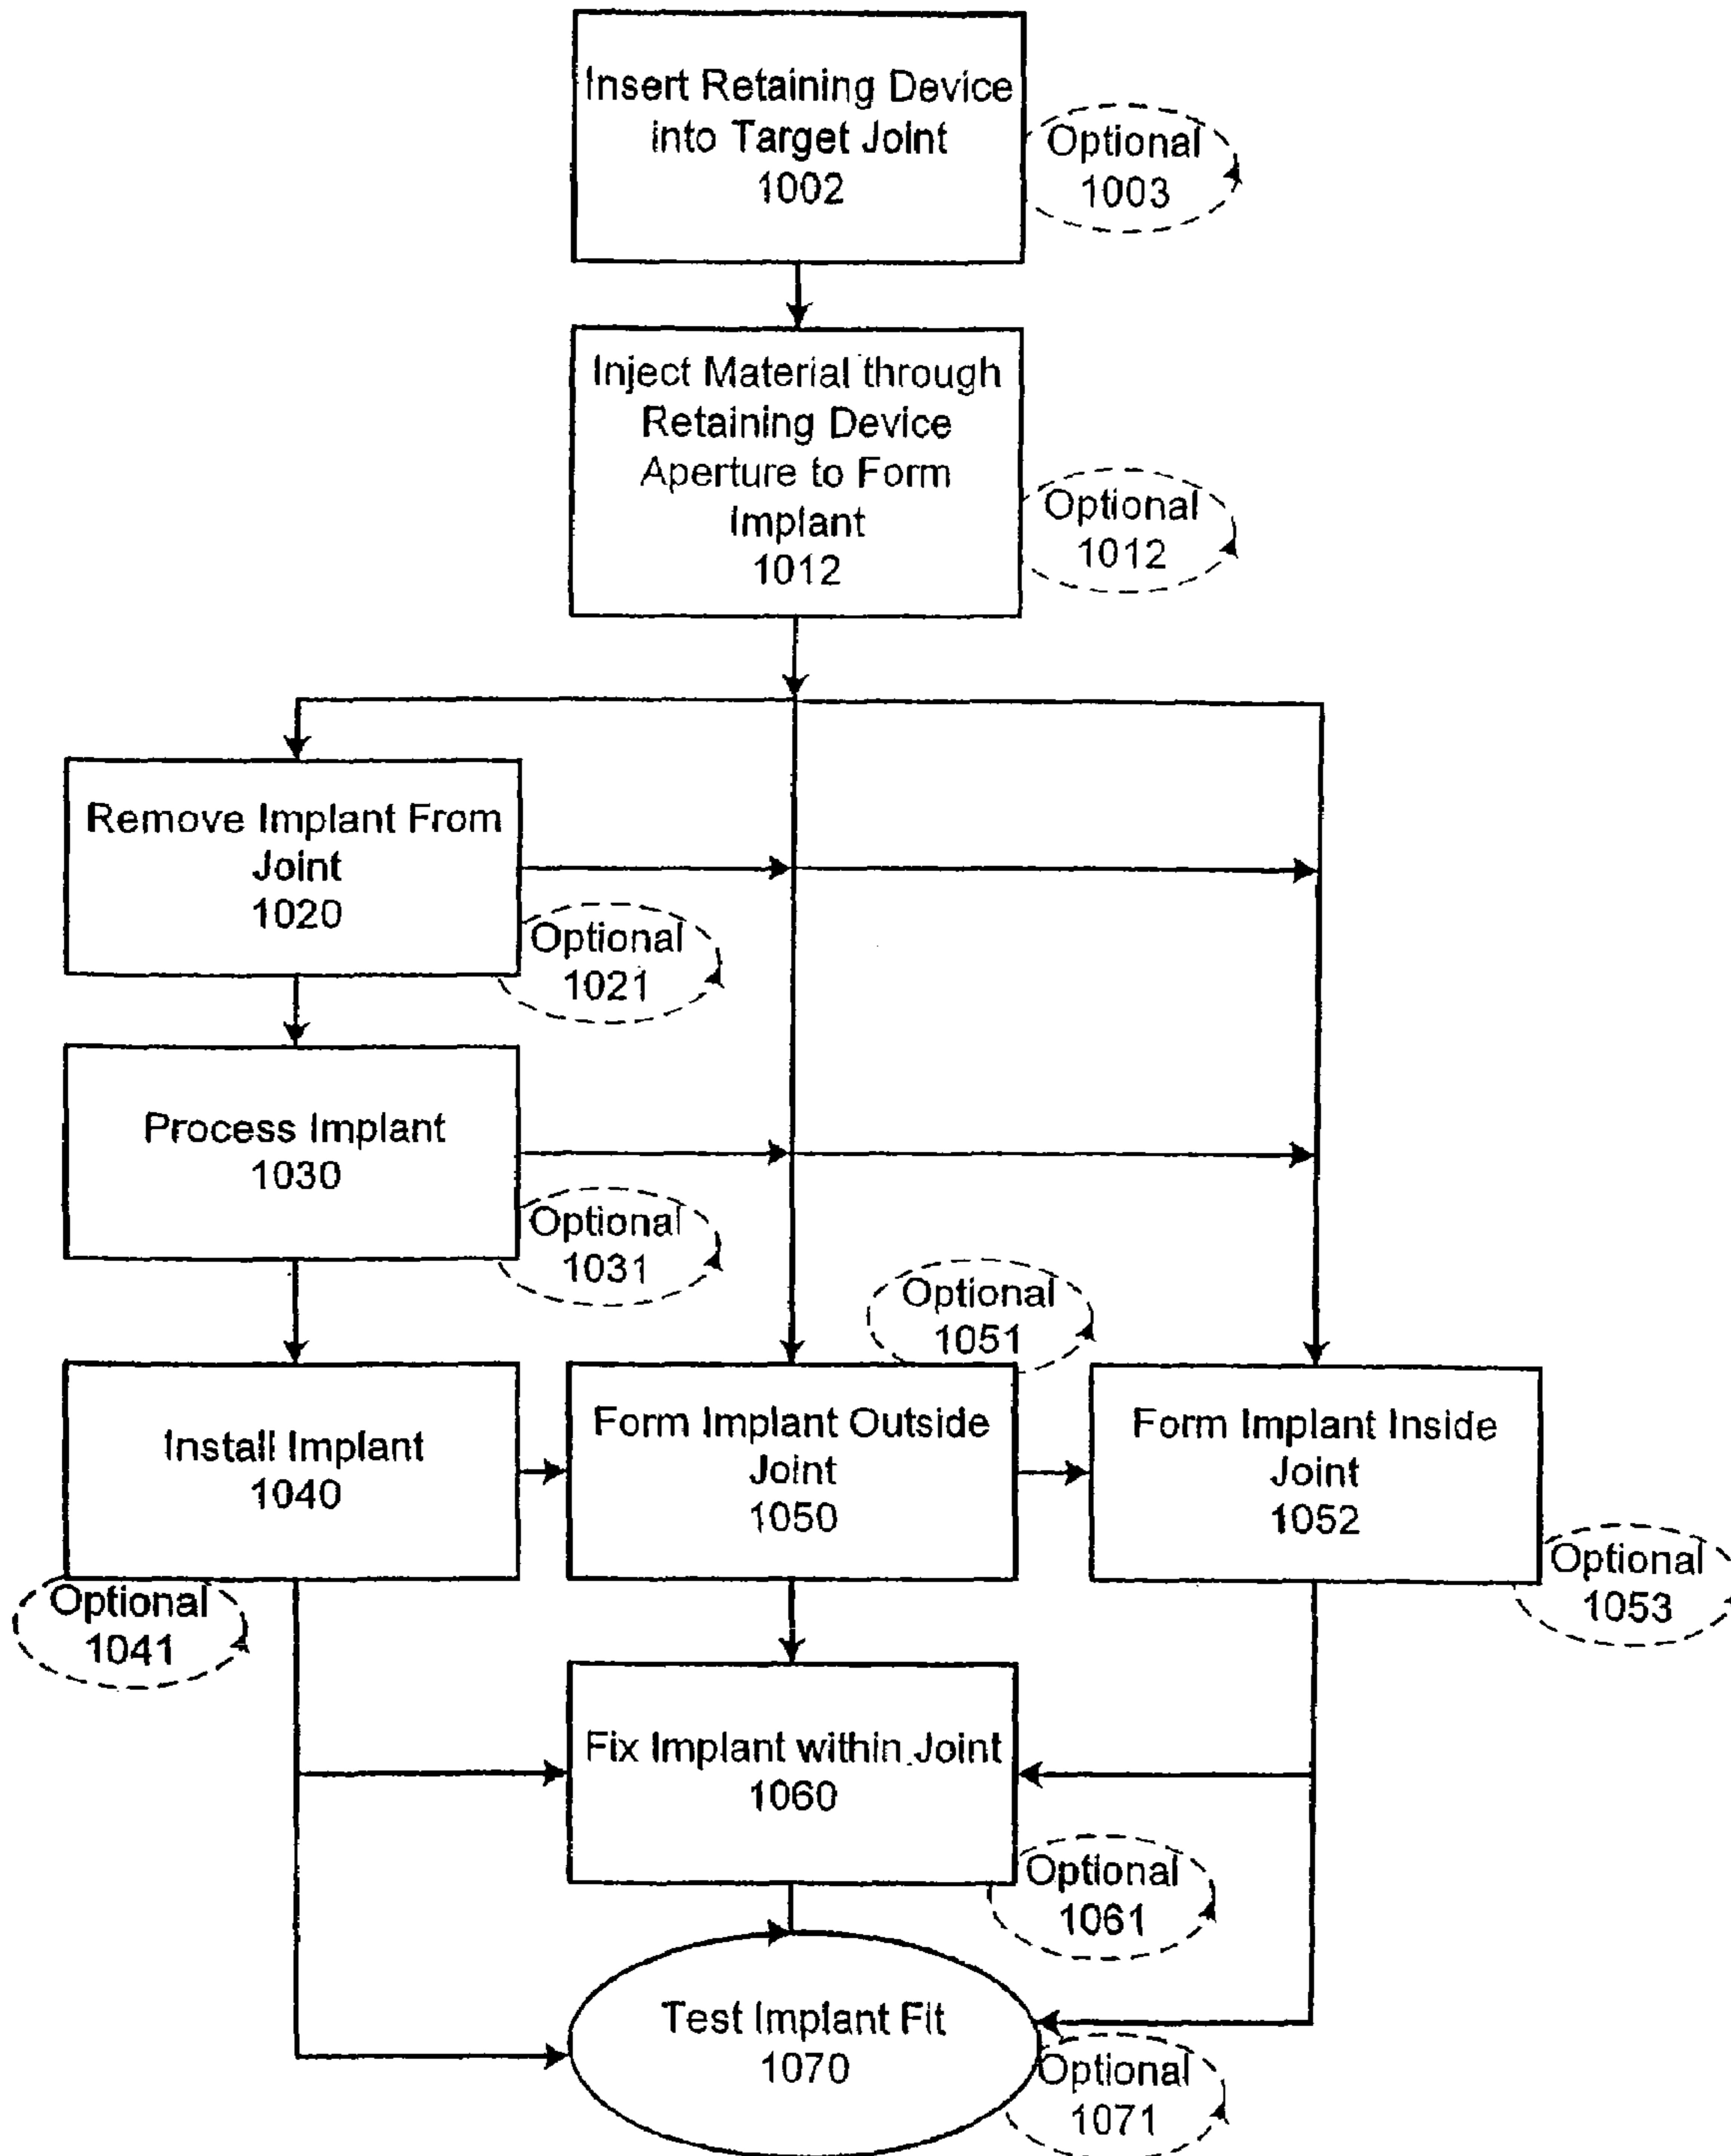 Insert Retaining Device
into Target Joint
1002
Optional
1003
Inject Material through
Retaining Device
Aperture to Form
Implant
1012
Optional
1012
Remove Implant From
Joint
1020
Optional
1021
Process Implant
1030
Optional
1031
Optional
1051
Install Implant
1040
Form Implant Outside
Joint
1050
Form Implant Inside
Joint
1052
Optional
1041
Optional
1053
Fix Implant within Joint
1060
Optional
1061
Test Implant Fit
1070
Optional
1071